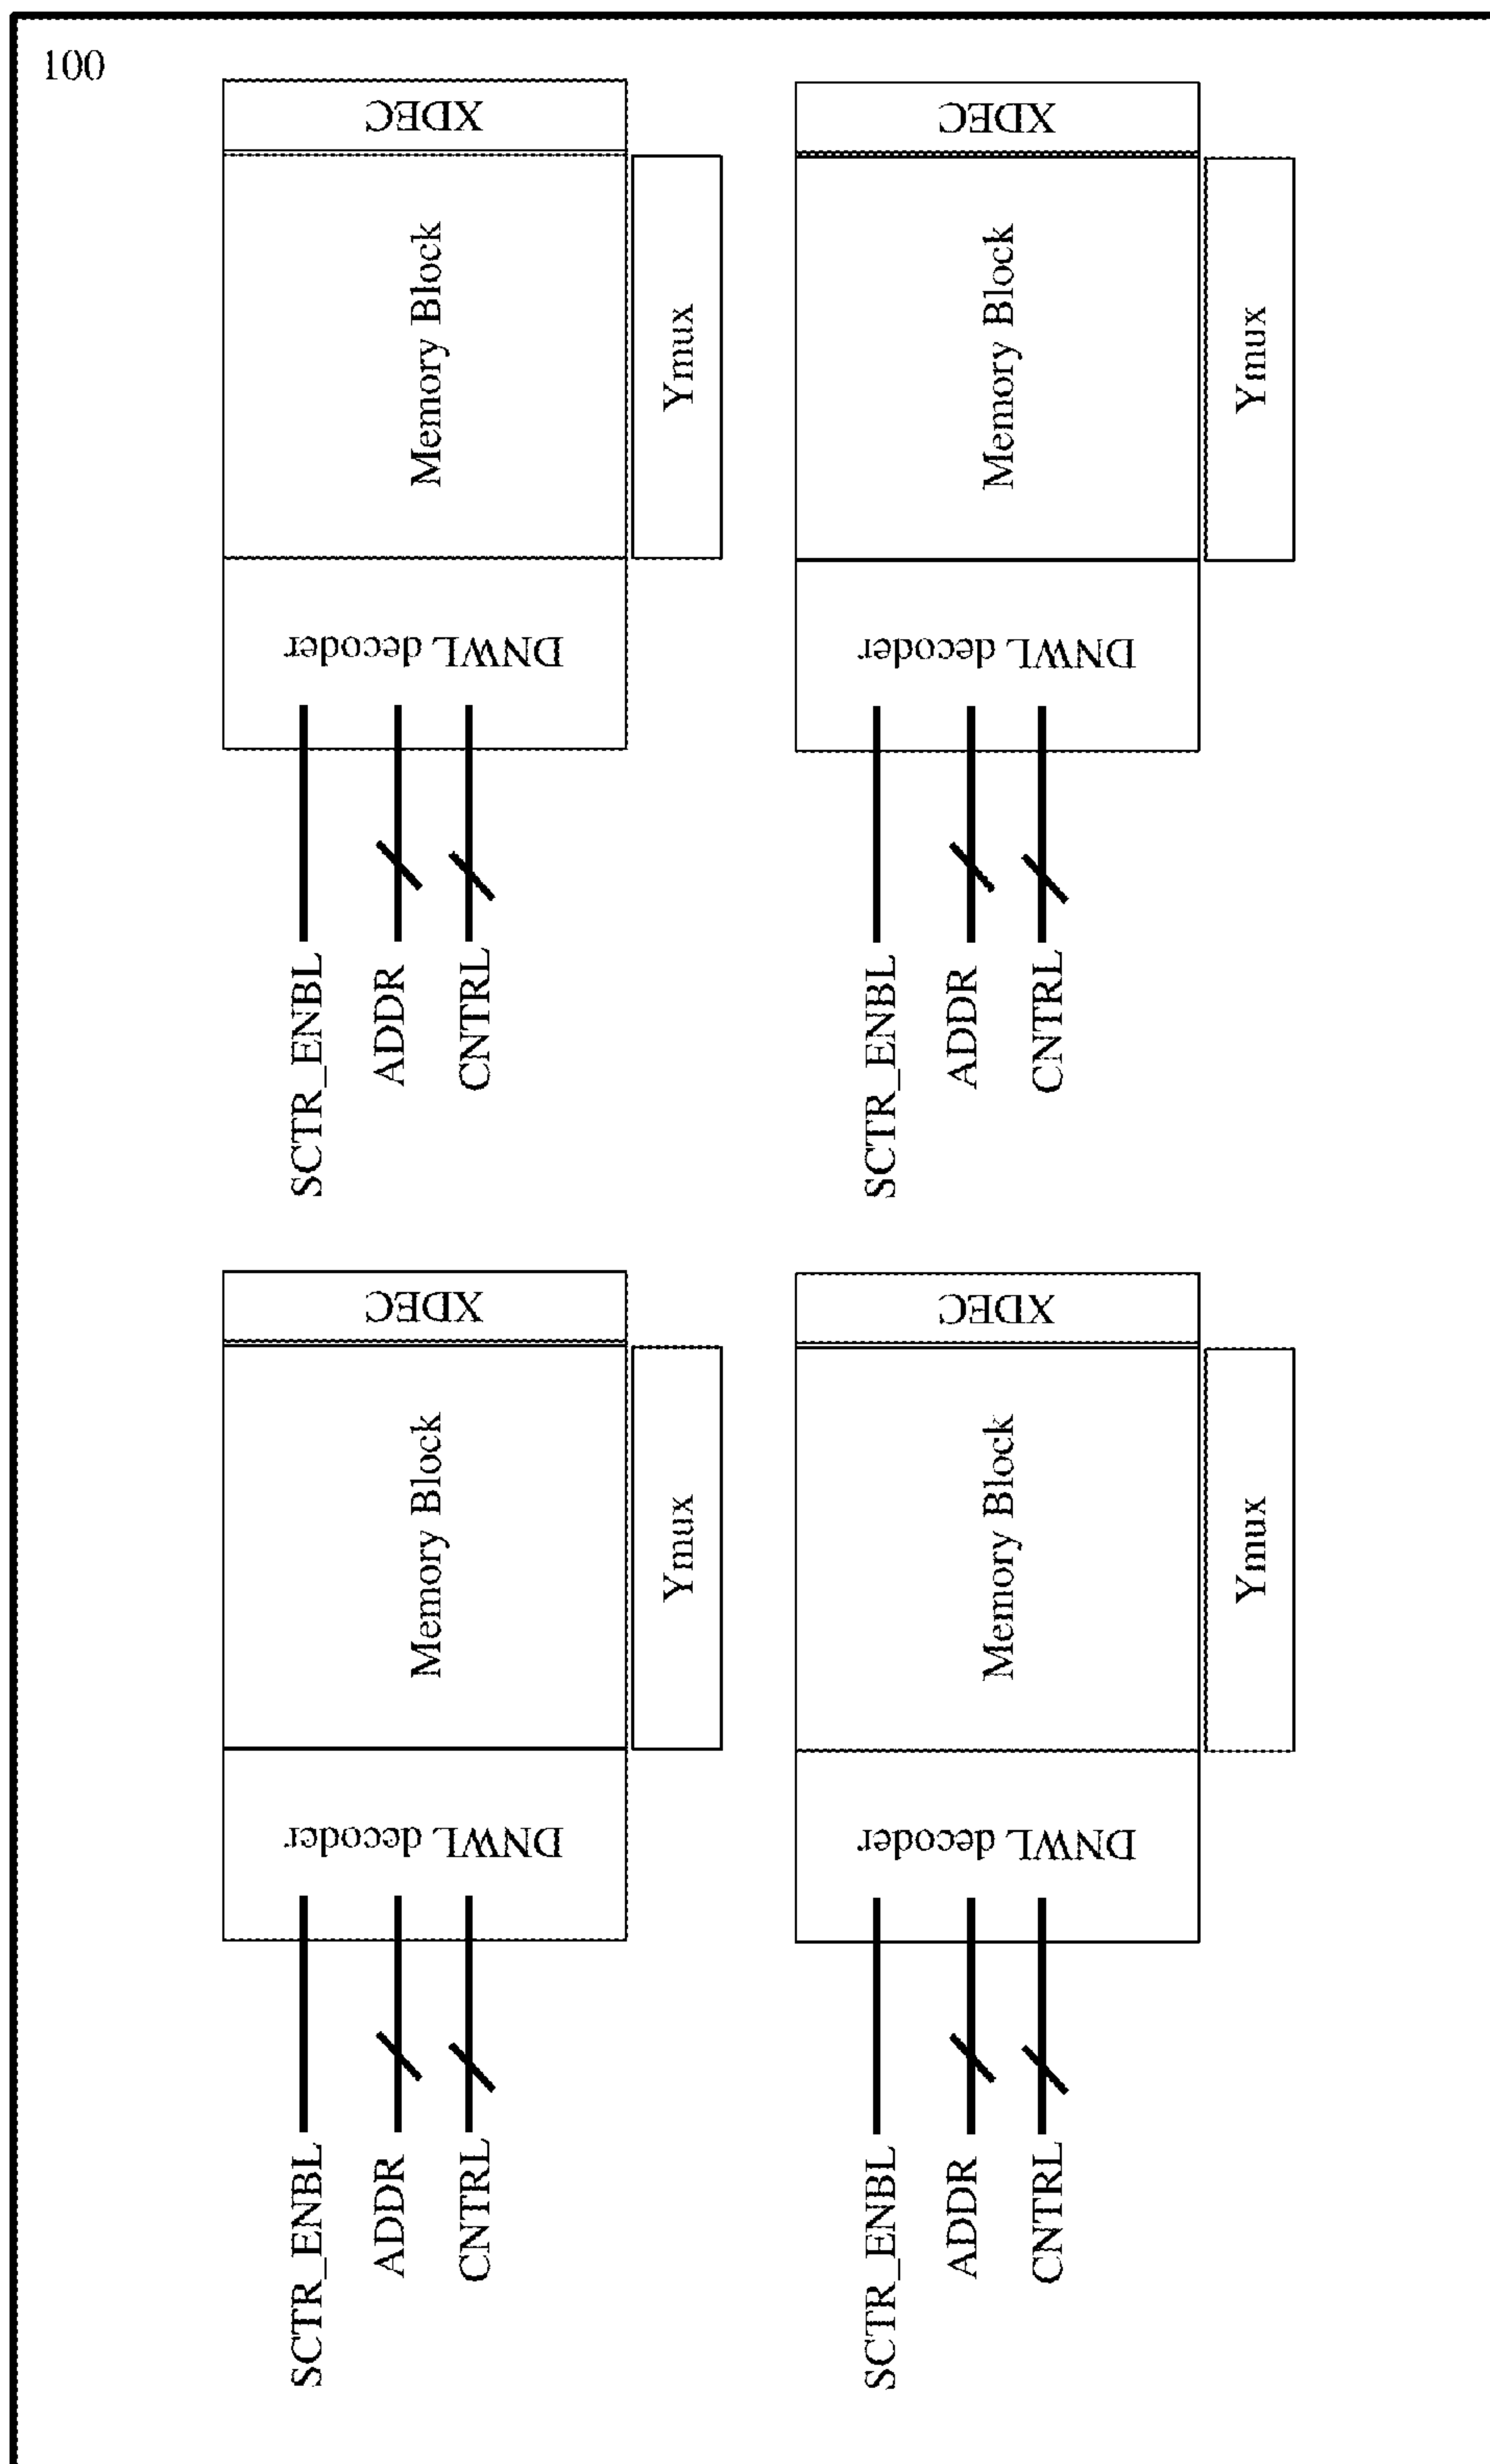 100
XDEC
Memory Block
Ymux
DNWL decoder
SCTR_ENBL
ADDR
CNTRL
XDEC
Memory Block
Ymux
DNWL decoder
SCTR_ENBL
ADDR
CNTRL
XDEC
Memory Block
Ymux
DNWL decoder
SCTR_ENBL
ADDR
CNTRL
XDEC
Memory Block
Ymux
DNWL decoder
SCTR_ENBL
ADDR
CNTRL